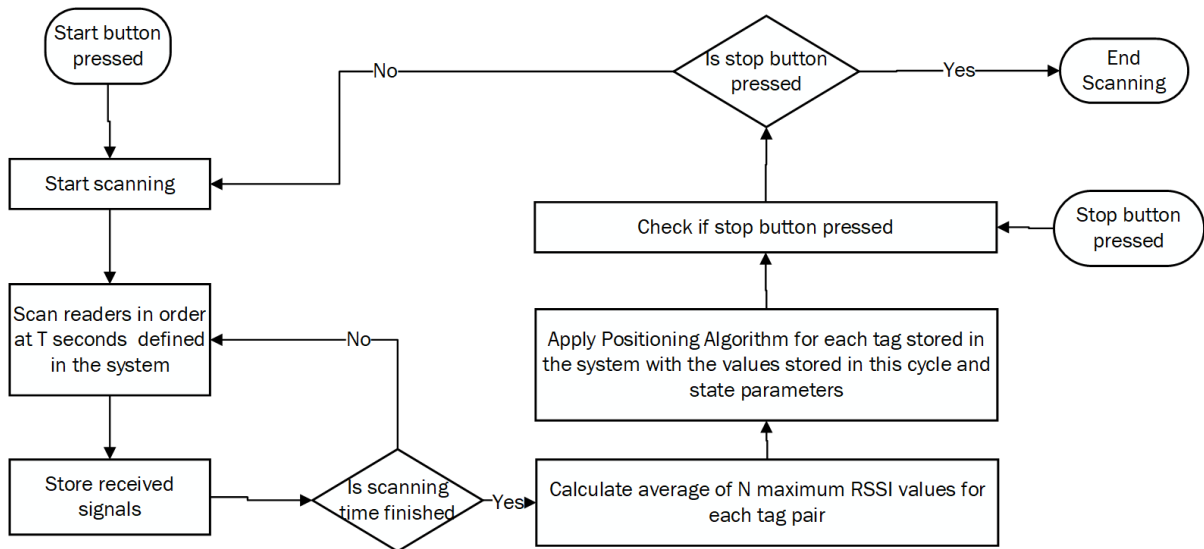 Start button
pressed
Start scanning
Scan readers in order
at T seconds defined
in the system
Store received
signals
Is scanning
time finished
No
Yes
Calculate average of N maximum RSSI values for
each tag pair
Apply Positioning Algorithm for each tag stored in
the system with the values stored in this cycle and
state parameters
Check if stop button pressed
Stop button
pressed
Is stop button
pressed
No
Yes
End
Scanning